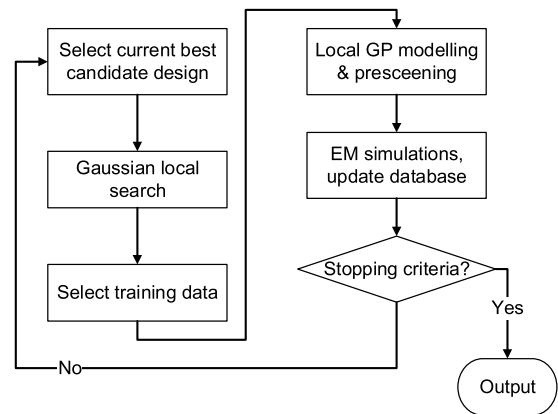 Select current best
candidate design
Gaussian local
search
Select training data
Local GP modelling
& presceening
EM simulations,
update database
Stopping criteria?
Yes
No
Output